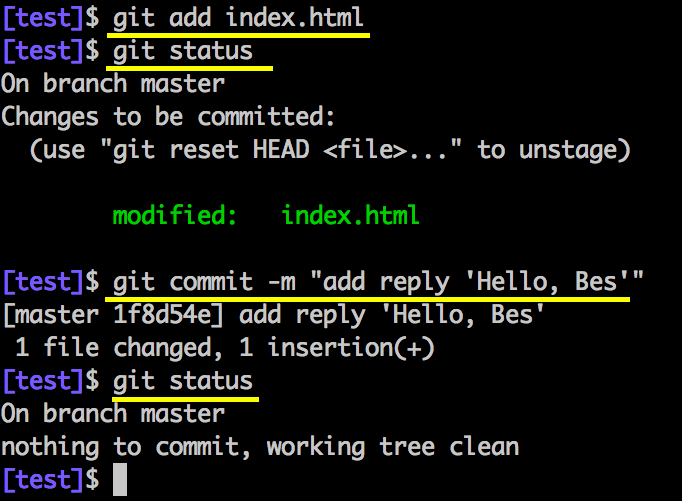 [test]$ git add index.html
[test]$ git status
On branch master
Changes to be committed:
  (use "git reset HEAD <file>..." to unstage)
        modified:   index.html
[test]$ git commit -m "add reply 'Hello, Bes'"
[master 1f8d54e] add reply 'Hello, Bes'
 1 file changed, 1 insertion(+)
[test]$ git status
On branch master
nothing to commit, working tree clean
[test]$